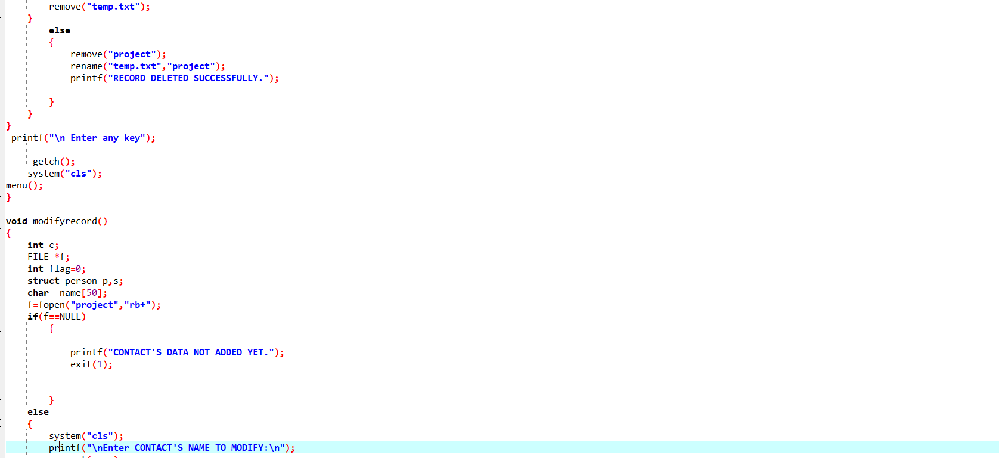 remove("temp.txt");
}
else
{
remove("project");
rename("temp.txt","project");
printf("RECORD DELETED SUCCESSFULLY.");
}
}
}
printf("\n Enter any key");
getch();
system("cls");
menu();
}
void modifyrecord()
{
int c;
FILE *f;
int flag=0;
struct person p,s;
char  name[50];
f=fopen("project","rb+");
if(f==NULL)
{
printf("CONTACT'S DATA NOT ADDED YET.");
exit(1);
}
else
{
system("cls");
printf("\nEnter CONTACT'S NAME TO MODIFY:\n");